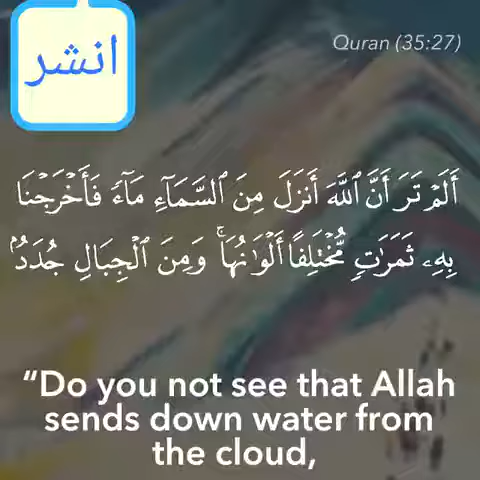 انشر
Quran (35:27)
أَلَمْ تَرَ أَنَّ ٱللَّهَ أَنزَلَ مِنَ ٱلسَّمَآءِ مَآءً فَأَخْرَجْنَا
بِهِۦ ثَمَرَٰتٍ مُّخْتَلِفًا أَلْوَٰنُهَا ۚ وَمِنَ ٱلْجِبَالِ جُدَدٌۢ
“Do you not see that Allah
sends down water from
the cloud,